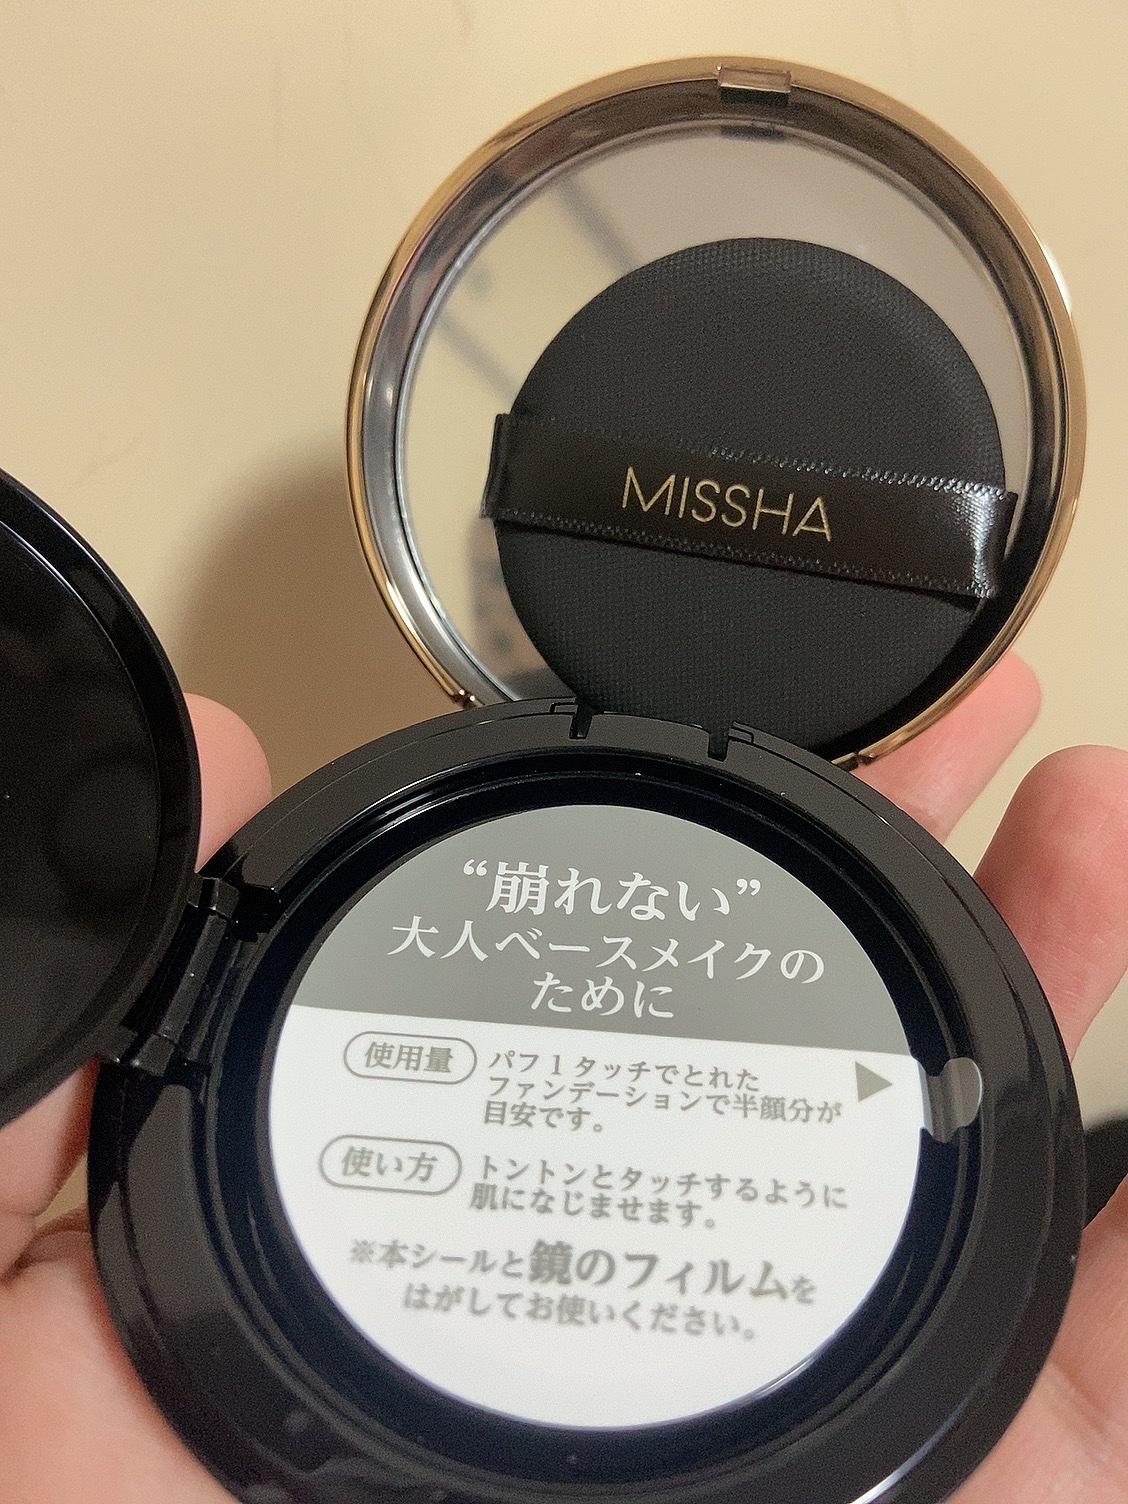 MISSHA
“崩れない”
大人ベースメイクの
ために
使用量 パフ1タッチでとれた
ファンデーションで半顔分が
目安です。
使い方 トントンとタッチするように
肌になじませます。
※本シールと鏡のフィルムを
はがしてお使いください。